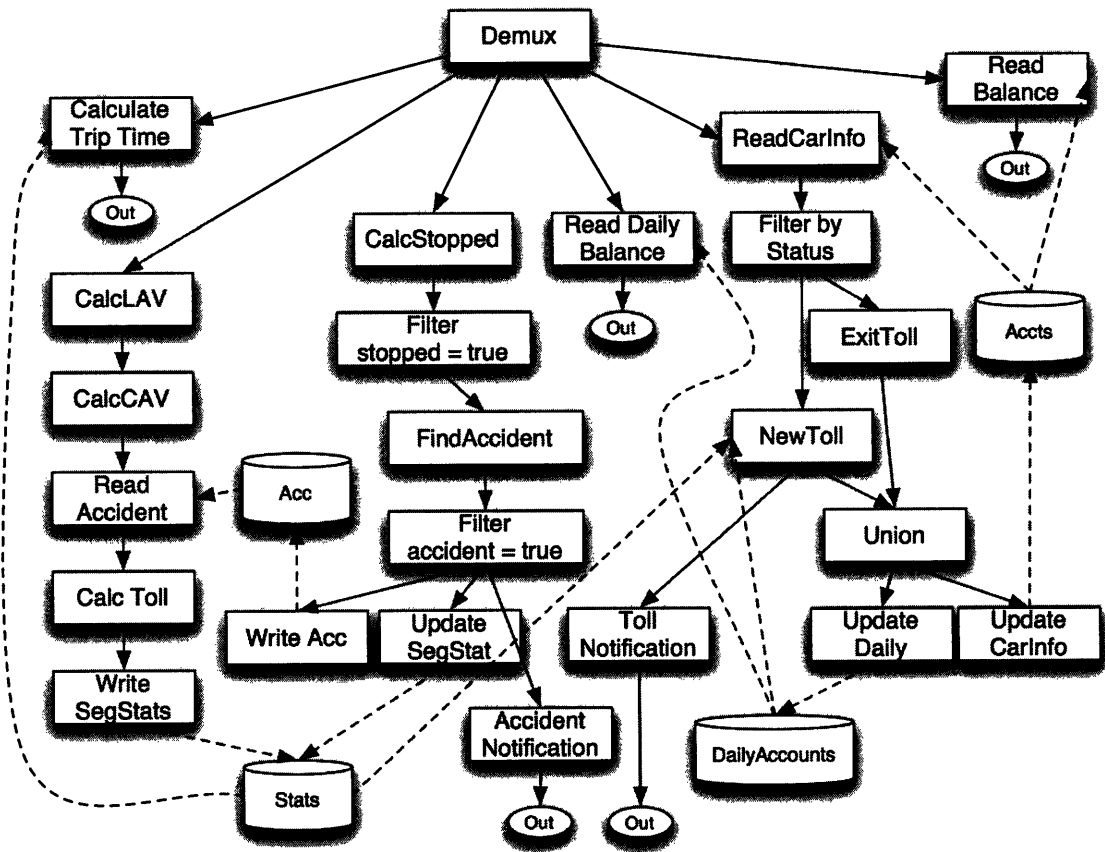 Demux
Read
Balance
Calculate
Trip Time
ReadCarInfo
Out
Out
CalcStopped
Read Daily
Balance
Filter by
Status
CalcLAV
Filter
stopped = true
Out
ExitToll
Accts
CalcCAV
FindAccident
NewToll
Read
Accident
Acc
Filter
accident = true
Union
Calc Toll
Write Acc
Update
SegStat
Toll
Notification
Update
Daily
Update
CarInfo
Write
SegStats
Accident
Notification
DailyAccounts
Stats
Out
Out